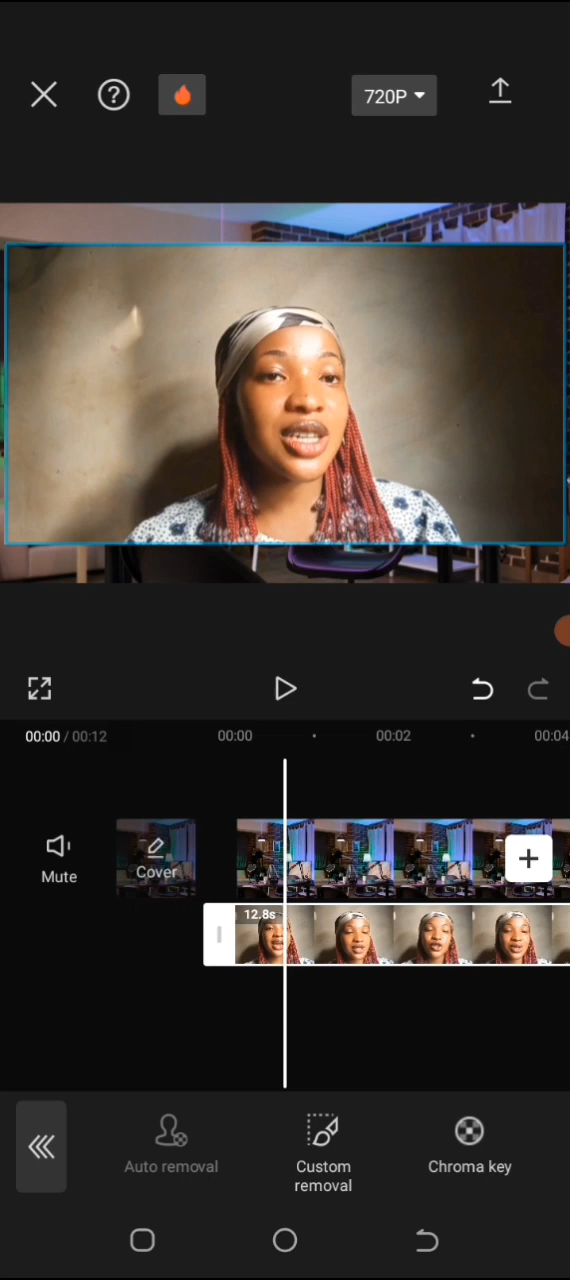 720P
00:00 / 00:12
00:00
00:02
00:04
Mute
Cover
12.8s
Auto removal
Custom
removal
Chroma key